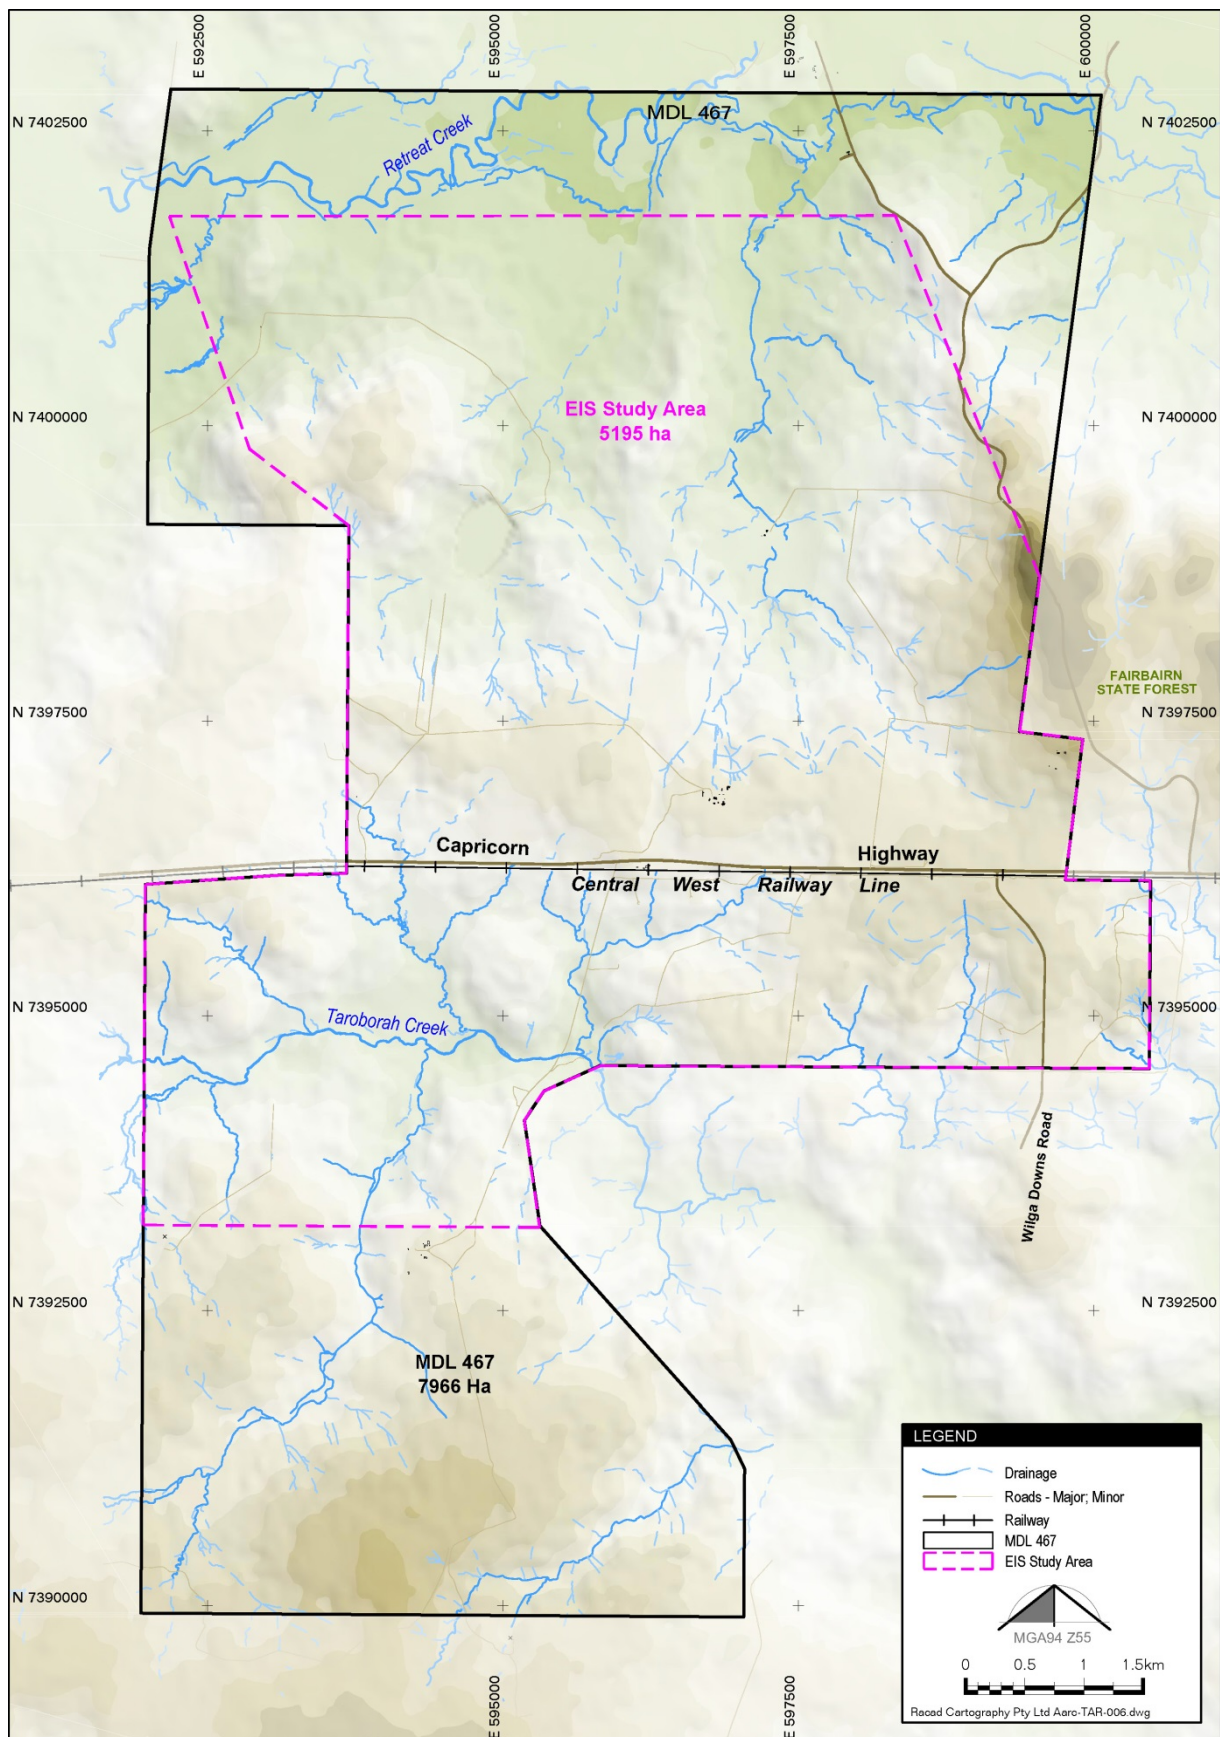 E 592500
E 595000
E 597500
E 600000
N 7402500
MDL 467
N 7402500
Retreat Creek
N 7400000
EIS Study Area
5195 ha
N 7400000
FAIRBAIRN
STATE FOREST
N 7397500
N 7397500
Capricorn Highway
Central West Railway Line
N 7395000
Taroborah Creek
N 7395000
Wilga Downs Road
N 7392500
N 7392500
MDL 467
7966 Ha
N 7390000
E 595000
E 597500
LEGEND
Drainage
Roads - Major; Minor
Railway
MDL 467
EIS Study Area
MGA94 Z55
0 0.5 1 1.5km
Racad Cartography Pty Ltd Aarc-TAR-006.dwg